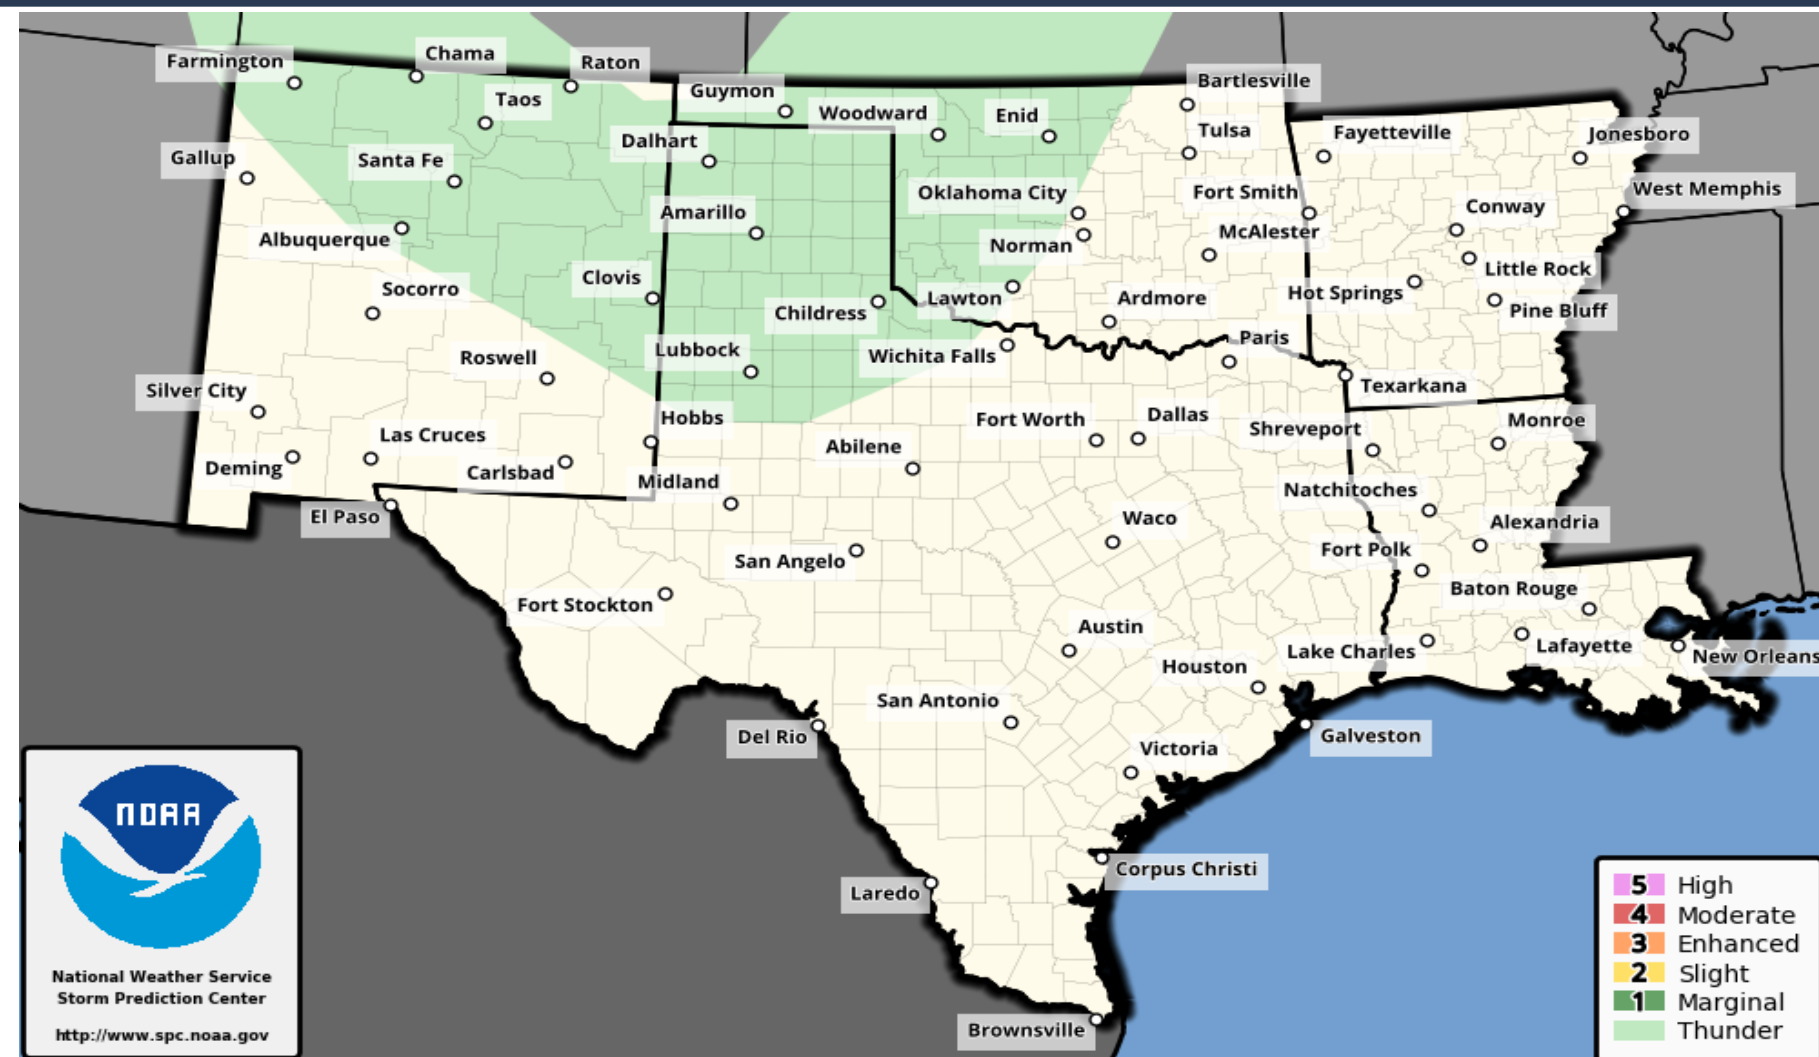 Farmington
Chama
Raton
Taos
Guymon
Woodward
Enid
Bartlesville
Dalhart
Tulsa
Fayetteville
Jonesboro
Gallup
Santa Fe
Oklahoma City
Fort Smith
West Memphis
Amarillo
Conway
Albuquerque
Norman
McAlester
Clovis
Little Rock
Socorro
Childress
Lawton
Ardmore
Hot Springs
Pine Bluff
Roswell
Lubbock
Wichita Falls
Paris
Silver City
Texarkana
Hobbs
Fort Worth
Dallas
Shreveport
Monroe
Las Cruces
Abilene
Deming
Carlsbad
Midland
Natchitoches
El Paso
Waco
Alexandria
San Angelo
Fort Polk
Fort Stockton
Baton Rouge
Austin
Lake Charles
Lafayette
New Orleans
Houston
San Antonio
Del Rio
Galveston
Victoria
Corpus Christi
Laredo
Brownsville
NOAA
National Weather Service
Storm Prediction Center
http://www.spc.noaa.gov
5 High
4 Moderate
3 Enhanced
2 Slight
1 Marginal
Thunder